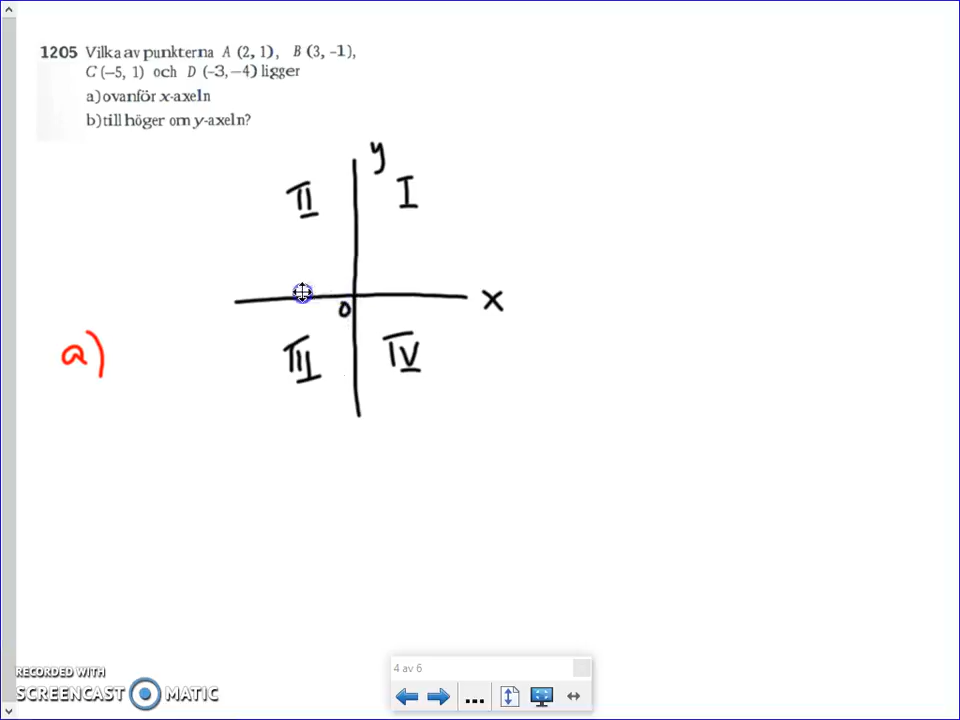 1205 Vilka av punkterna A (2, 1), B (3, -1),
C (−5, 1) och D (−3, −4) ligger
a) ovanför x-axeln
b) till höger om y-axeln?
y
II I
0 x
a) III IV
4 av 6
RECORDED WITH
SCREENCAST MATIC